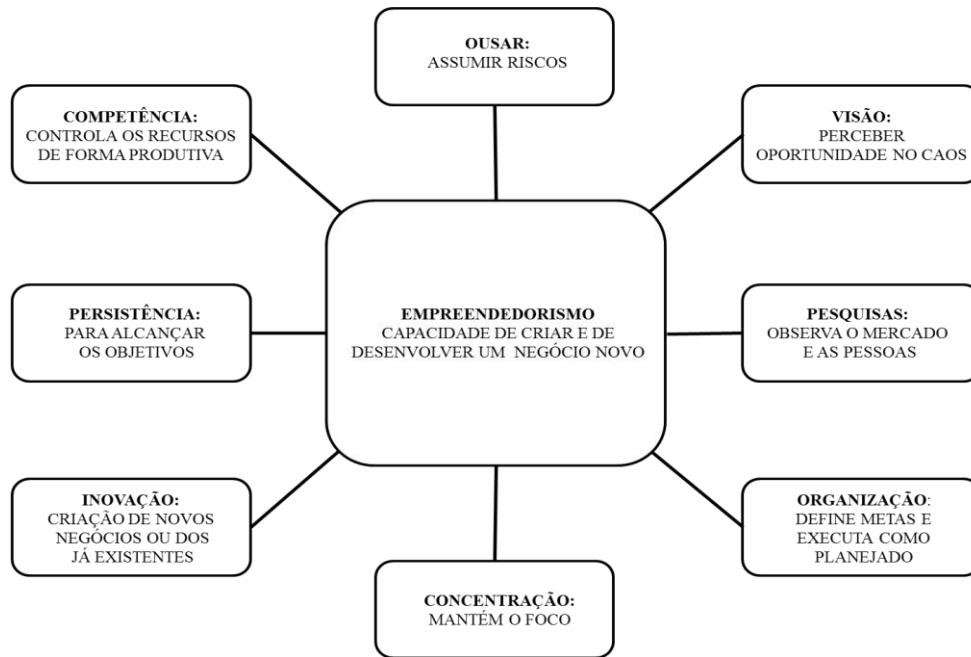 OUSAR:
ASSUMIR RISCOS
COMPETÊNCIA:
CONTROLA OS RECURSOS
DE FORMA PRODUTIVA
VISÃO:
PERCEBER
OPORTUNIDADE NO CAOS
PERSISTÊNCIA:
PARA ALCANÇAR
OS OBJETIVOS
EMPREENDEDORISMO
CAPACIDADE DE CRIAR E DE
DESENVOLVER UM NEGÓCIO NOVO
PESQUISAS:
OBSERVA O MERCADO
E AS PESSOAS
INOVAÇÃO:
CRIAÇÃO DE NOVOS
NEGÓCIOS OU DOS
JÁ EXISTENTES
ORGANIZAÇÃO:
DEFINE METAS E
EXECUTA COMO
PLANEJADO
CONCENTRAÇÃO:
MANTÉM O FOCO